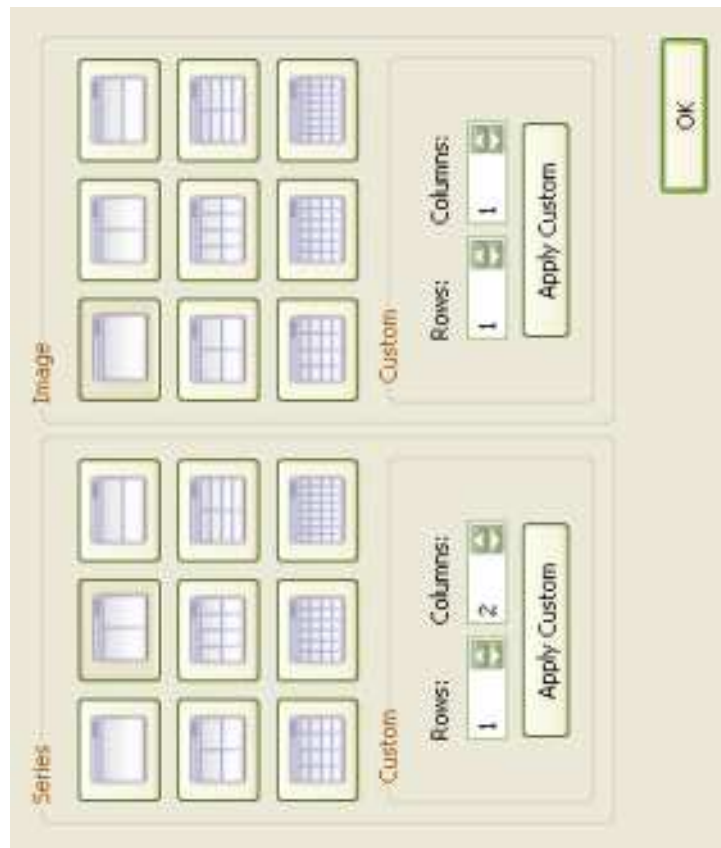 Series
Image
Custom
Rows: Columns:
1 2
Apply Custom
Custom
Rows: Columns:
1 1
Apply Custom
OK